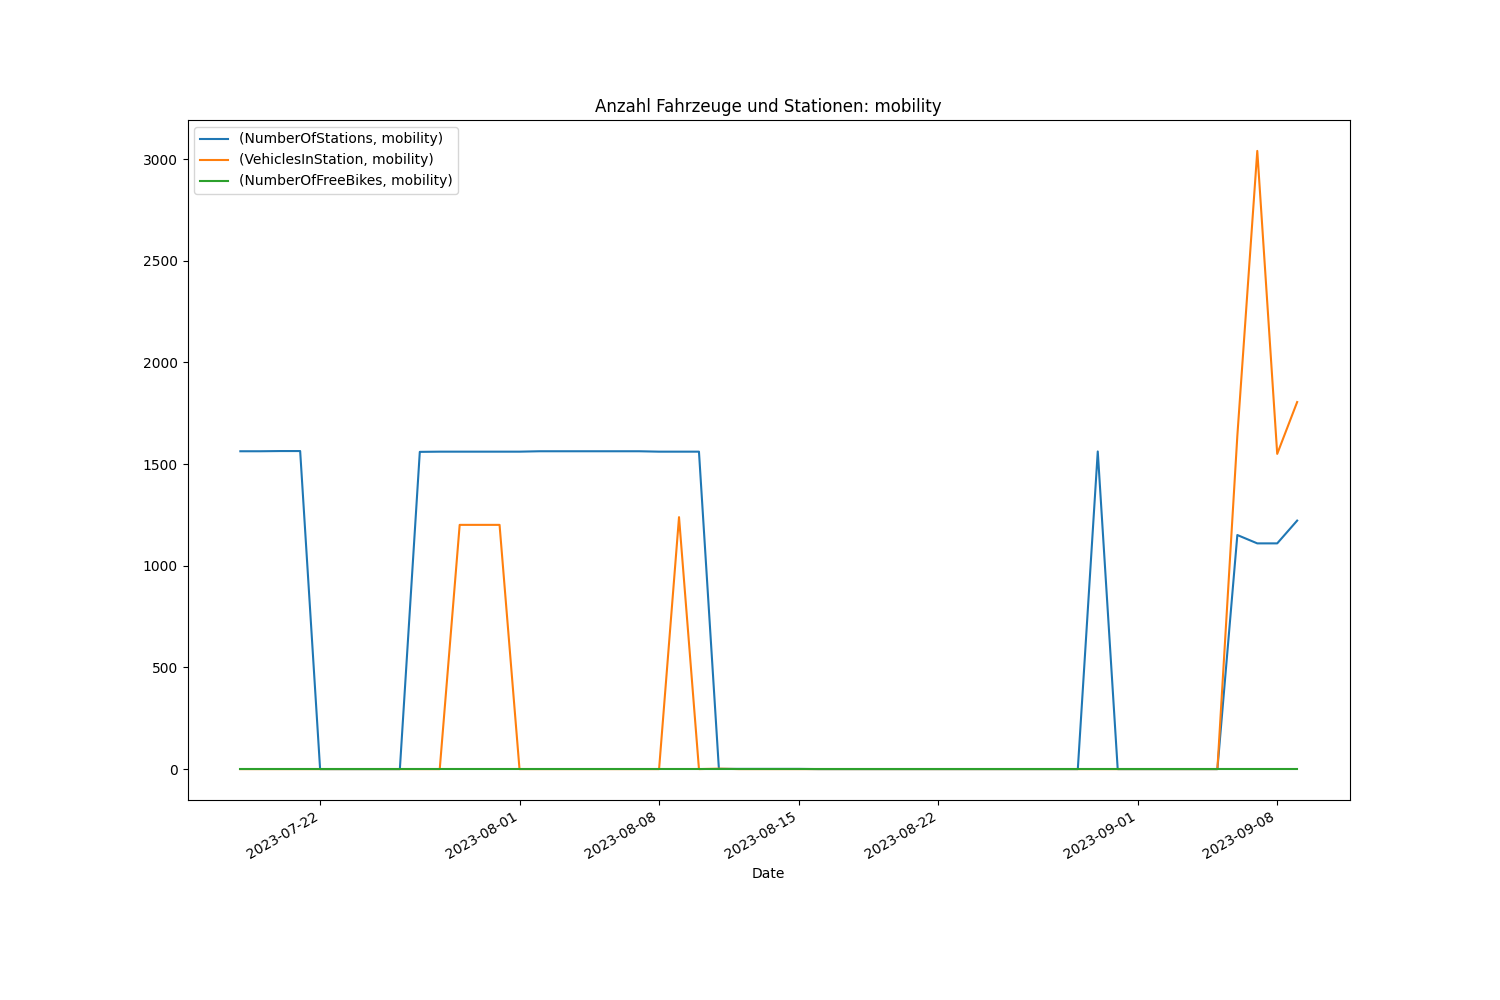 Anzahl Fahrzeuge und Stationen: mobility
(NumberOfStations, mobility)
(VehiclesInStation, mobility)
(NumberOfFreeBikes, mobility)
3000
2500
2000
1500
1000
500
0
2023-07-22
2023-08-01
2023-08-08
2023-08-15
2023-08-22
2023-09-01
2023-09-08
Date